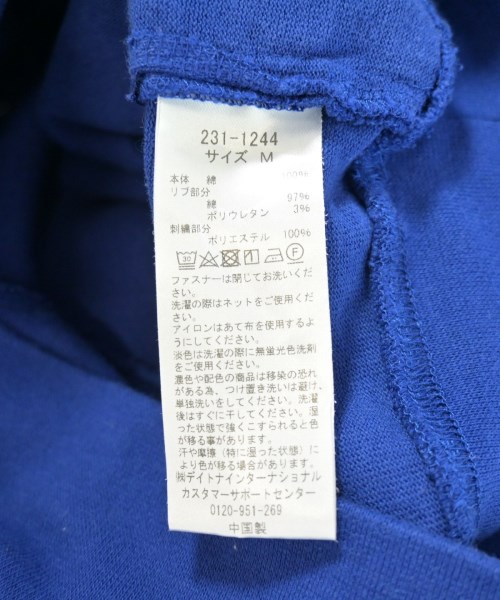 231-1244
サイズ M
本体 綿 100%
リブ部分
綿 97%
ポリウレタン 3%
刺繍部分
ポリエステル 100%
30 F
ファスナーは閉じてお洗いくだ
さい。
洗濯の際はネットをご使用くだ
さい。
アイロンはあて布を使用するよ
うにしてください。
淡色は洗濯の際に無蛍光色洗剤
をご使用ください。
濃色や配色の商品は移染の恐れ
がある為、つけ置き洗いは避け、
単独洗いをしてください。洗濯
後はすぐに干してください。湿
った状態で強くこすられると色
が移る事があります。
汗や摩擦（特に湿った状態）に
より色が移る場合があります。
㈱デイトナインターナショナル
カスタマーサポートセンター
0120-951-269
中国製